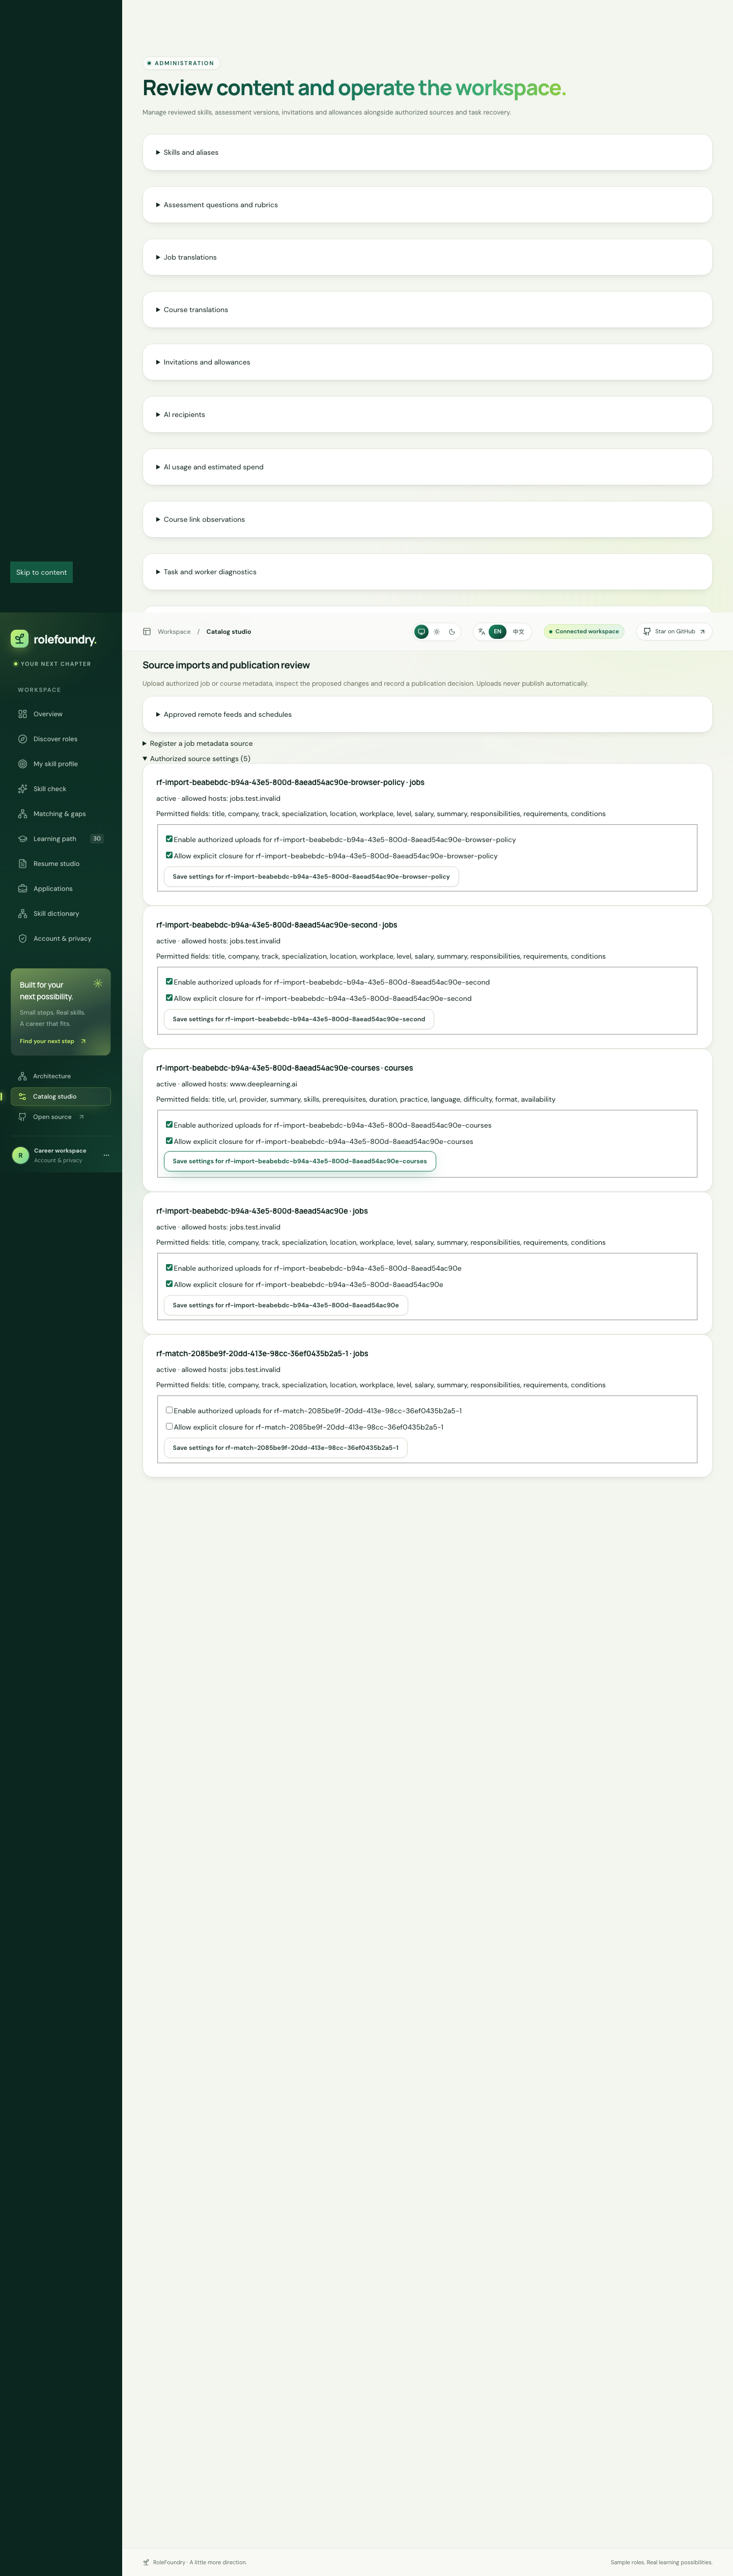 ADMINISTRATION
Review content and operate the workspace.
Manage reviewed skills, assessment versions, invitations and allowances alongside authorized sources and task recovery.
Skills and aliases
Assessment questions and rubrics
Job translations
Course translations
Invitations and allowances
AI recipients
AI usage and estimated spend
Course link observations
Task and worker diagnostics
Skip to content
rolefoundry.
YOUR NEXT CHAPTER
WORKSPACE
Overview
Discover roles
My skill profile
Skill check
Matching & gaps
Learning path 30
Resume studio
Applications
Skill dictionary
Account & privacy
Built for your
next possibility.
Small steps. Real skills.
A career that fits.
Find your next step
Architecture
Catalog studio
Open source
R
Career workspace
Account & privacy
Workspace / Catalog studio
EN 中文
Connected workspace
Star on GitHub
Source imports and publication review
Upload authorized job or course metadata, inspect the proposed changes and record a publication decision. Uploads never publish automatically.
Approved remote feeds and schedules
Register a job metadata source
Authorized source settings (5)
rf-import-beabebdc-b94a-43e5-800d-8aead54ac90e-browser-policy · jobs
active · allowed hosts: jobs.test.invalid
Permitted fields: title, company, track, specialization, location, workplace, level, salary, summary, responsibilities, requirements, conditions
Enable authorized uploads for rf-import-beabebdc-b94a-43e5-800d-8aead54ac90e-browser-policy
Allow explicit closure for rf-import-beabebdc-b94a-43e5-800d-8aead54ac90e-browser-policy
Save settings for rf-import-beabebdc-b94a-43e5-800d-8aead54ac90e-browser-policy
rf-import-beabebdc-b94a-43e5-800d-8aead54ac90e-second · jobs
active · allowed hosts: jobs.test.invalid
Permitted fields: title, company, track, specialization, location, workplace, level, salary, summary, responsibilities, requirements, conditions
Enable authorized uploads for rf-import-beabebdc-b94a-43e5-800d-8aead54ac90e-second
Allow explicit closure for rf-import-beabebdc-b94a-43e5-800d-8aead54ac90e-second
Save settings for rf-import-beabebdc-b94a-43e5-800d-8aead54ac90e-second
rf-import-beabebdc-b94a-43e5-800d-8aead54ac90e-courses · courses
active · allowed hosts: www.deeplearning.ai
Permitted fields: title, url, provider, summary, skills, prerequisites, duration, practice, language, difficulty, format, availability
Enable authorized uploads for rf-import-beabebdc-b94a-43e5-800d-8aead54ac90e-courses
Allow explicit closure for rf-import-beabebdc-b94a-43e5-800d-8aead54ac90e-courses
Save settings for rf-import-beabebdc-b94a-43e5-800d-8aead54ac90e-courses
rf-import-beabebdc-b94a-43e5-800d-8aead54ac90e · jobs
active · allowed hosts: jobs.test.invalid
Permitted fields: title, company, track, specialization, location, workplace, level, salary, summary, responsibilities, requirements, conditions
Enable authorized uploads for rf-import-beabebdc-b94a-43e5-800d-8aead54ac90e
Allow explicit closure for rf-import-beabebdc-b94a-43e5-800d-8aead54ac90e
Save settings for rf-import-beabebdc-b94a-43e5-800d-8aead54ac90e
rf-match-2085be9f-20dd-413e-98cc-36ef0435b2a5-1 · jobs
active · allowed hosts: jobs.test.invalid
Permitted fields: title, company, track, specialization, location, workplace, level, salary, summary, responsibilities, requirements, conditions
Enable authorized uploads for rf-match-2085be9f-20dd-413e-98cc-36ef0435b2a5-1
Allow explicit closure for rf-match-2085be9f-20dd-413e-98cc-36ef0435b2a5-1
Save settings for rf-match-2085be9f-20dd-413e-98cc-36ef0435b2a5-1
RoleFoundry · A little more direction
Sample roles. Real learning possibilities.